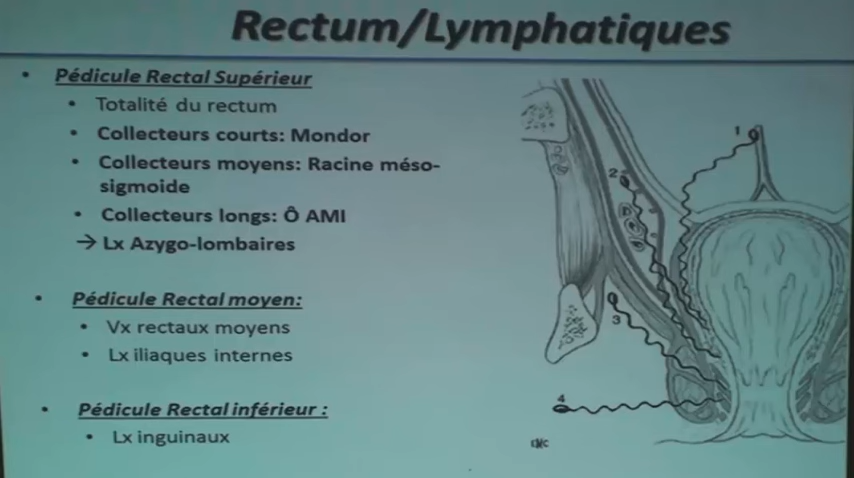 Rectum/Lymphatiques
• Pédicule Rectal Supérieur
• Totalité du rectum
• Collecteurs courts: Mondor
• Collecteurs moyens: Racine méso-
sigmoide
• Collecteurs longs: Ô AMI
→ Lx Azygo-lombaires
• Pédicule Rectal moyen:
• Vx rectaux moyens
• Lx iliaques internes
• Pédicule Rectal inférieur :
• Lx inguinaux
1
2
3
4